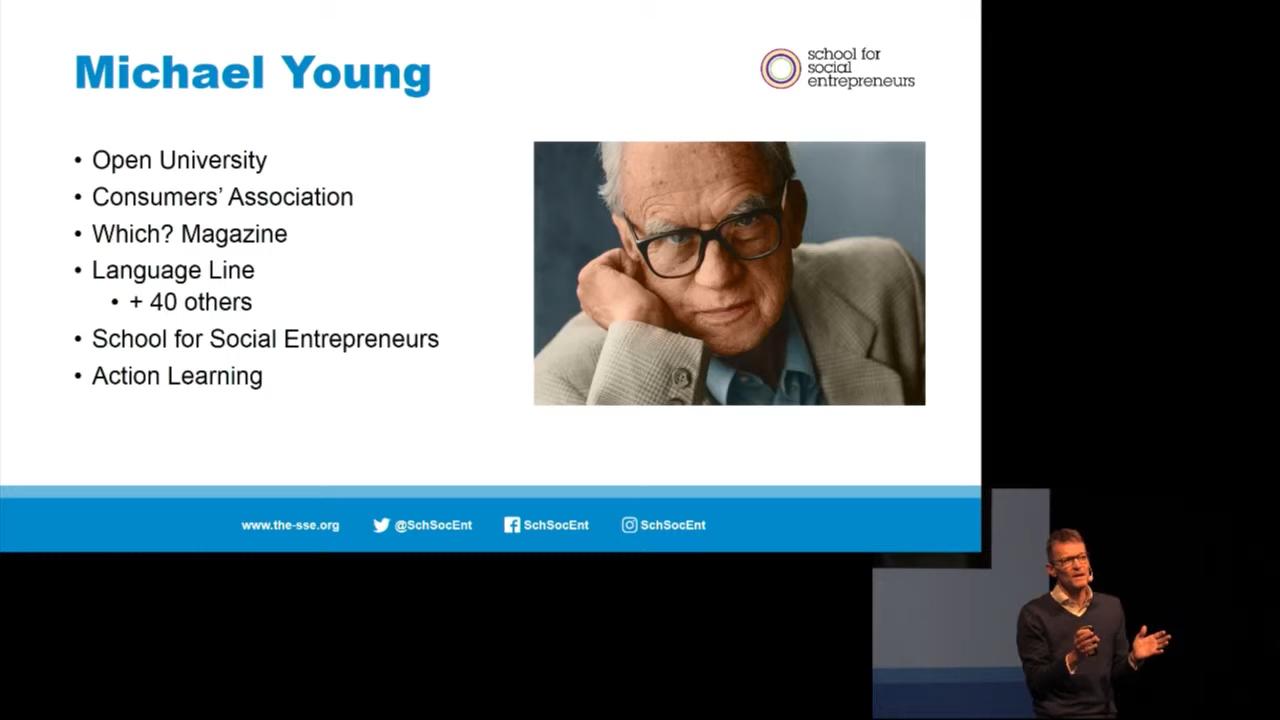 Michael Young
school for
social
entrepreneurs
• Open University
• Consumers’ Association
• Which? Magazine
• Language Line
• + 40 others
• School for Social Entrepreneurs
• Action Learning
www.the-sse.org @SchSocEnt SchSocEnt SchSocEnt